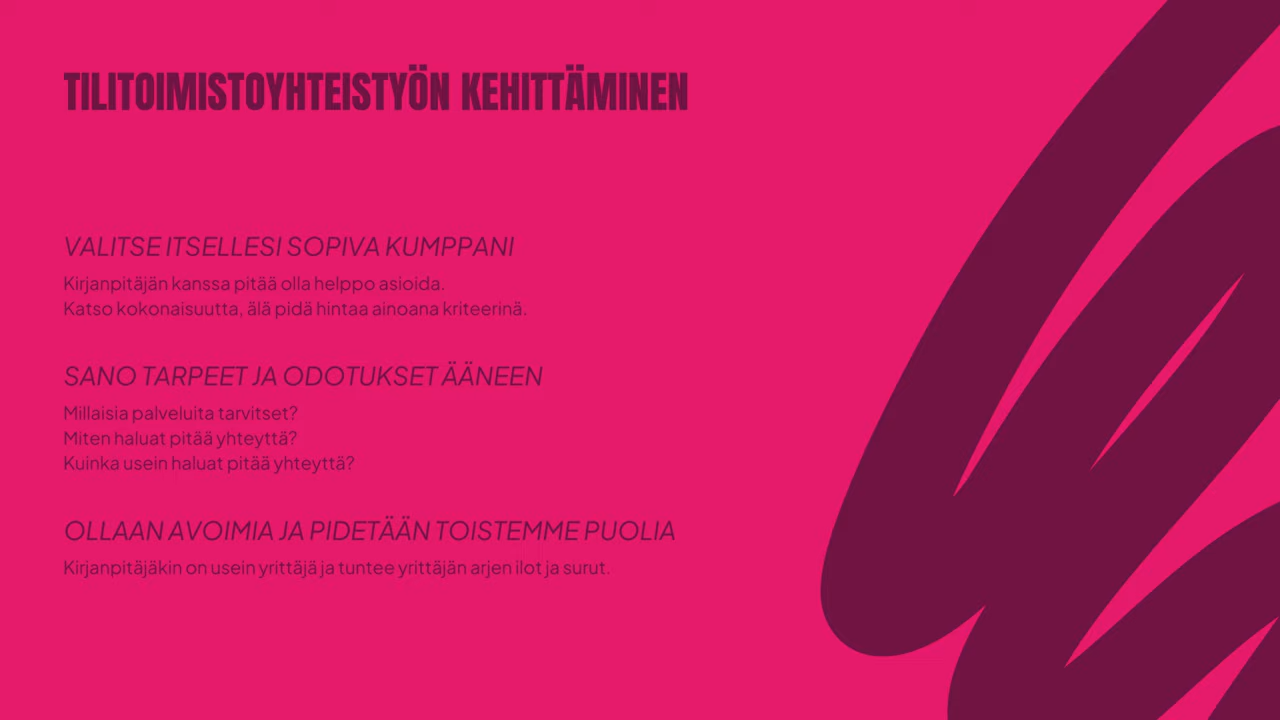 TILITOIMISTOYHTEISTYÖN KEHITTÄMINEN
VALITSE ITSELLESI SOPIVA KUMPPANI
Kirjanpitäjän kanssa pitää olla helppo asioida.
Katso kokonaisuutta, älä pidä hintaa ainoana kriteerinä.
SANO TARPEET JA ODOTUKSET ÄÄNEEN
Millaisia palveluita tarvitset?
Miten haluat pitää yhteyttä?
Kuinka usein haluat pitää yhteyttä?
OLLAAN AVOIMIA JA PIDETÄÄN TOISTEMME PUOLIA
Kirjanpitäjäkin on usein yrittäjä ja tuntee yrittäjän arjen ilot ja surut.